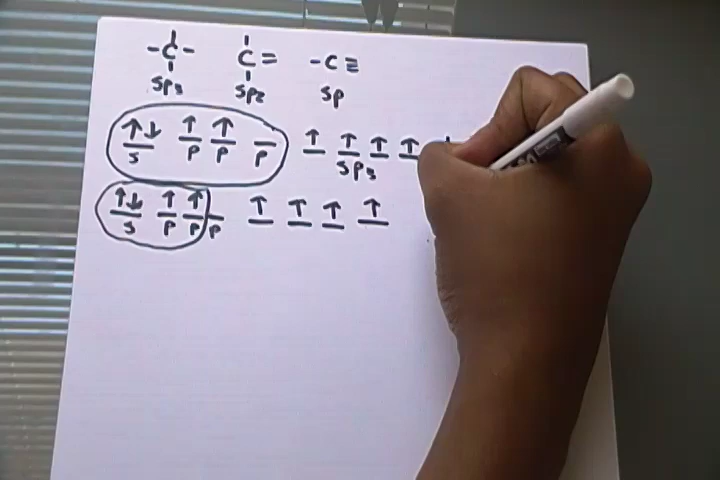 -C- C= -C≡
sp3 sp2 sp
↑↓ ↑ ↑ ↑ ↑ ↑ ↑
s p p p sp3
↑↓ ↑ ↑ ↑ ↑ ↑ ↑
s p p p